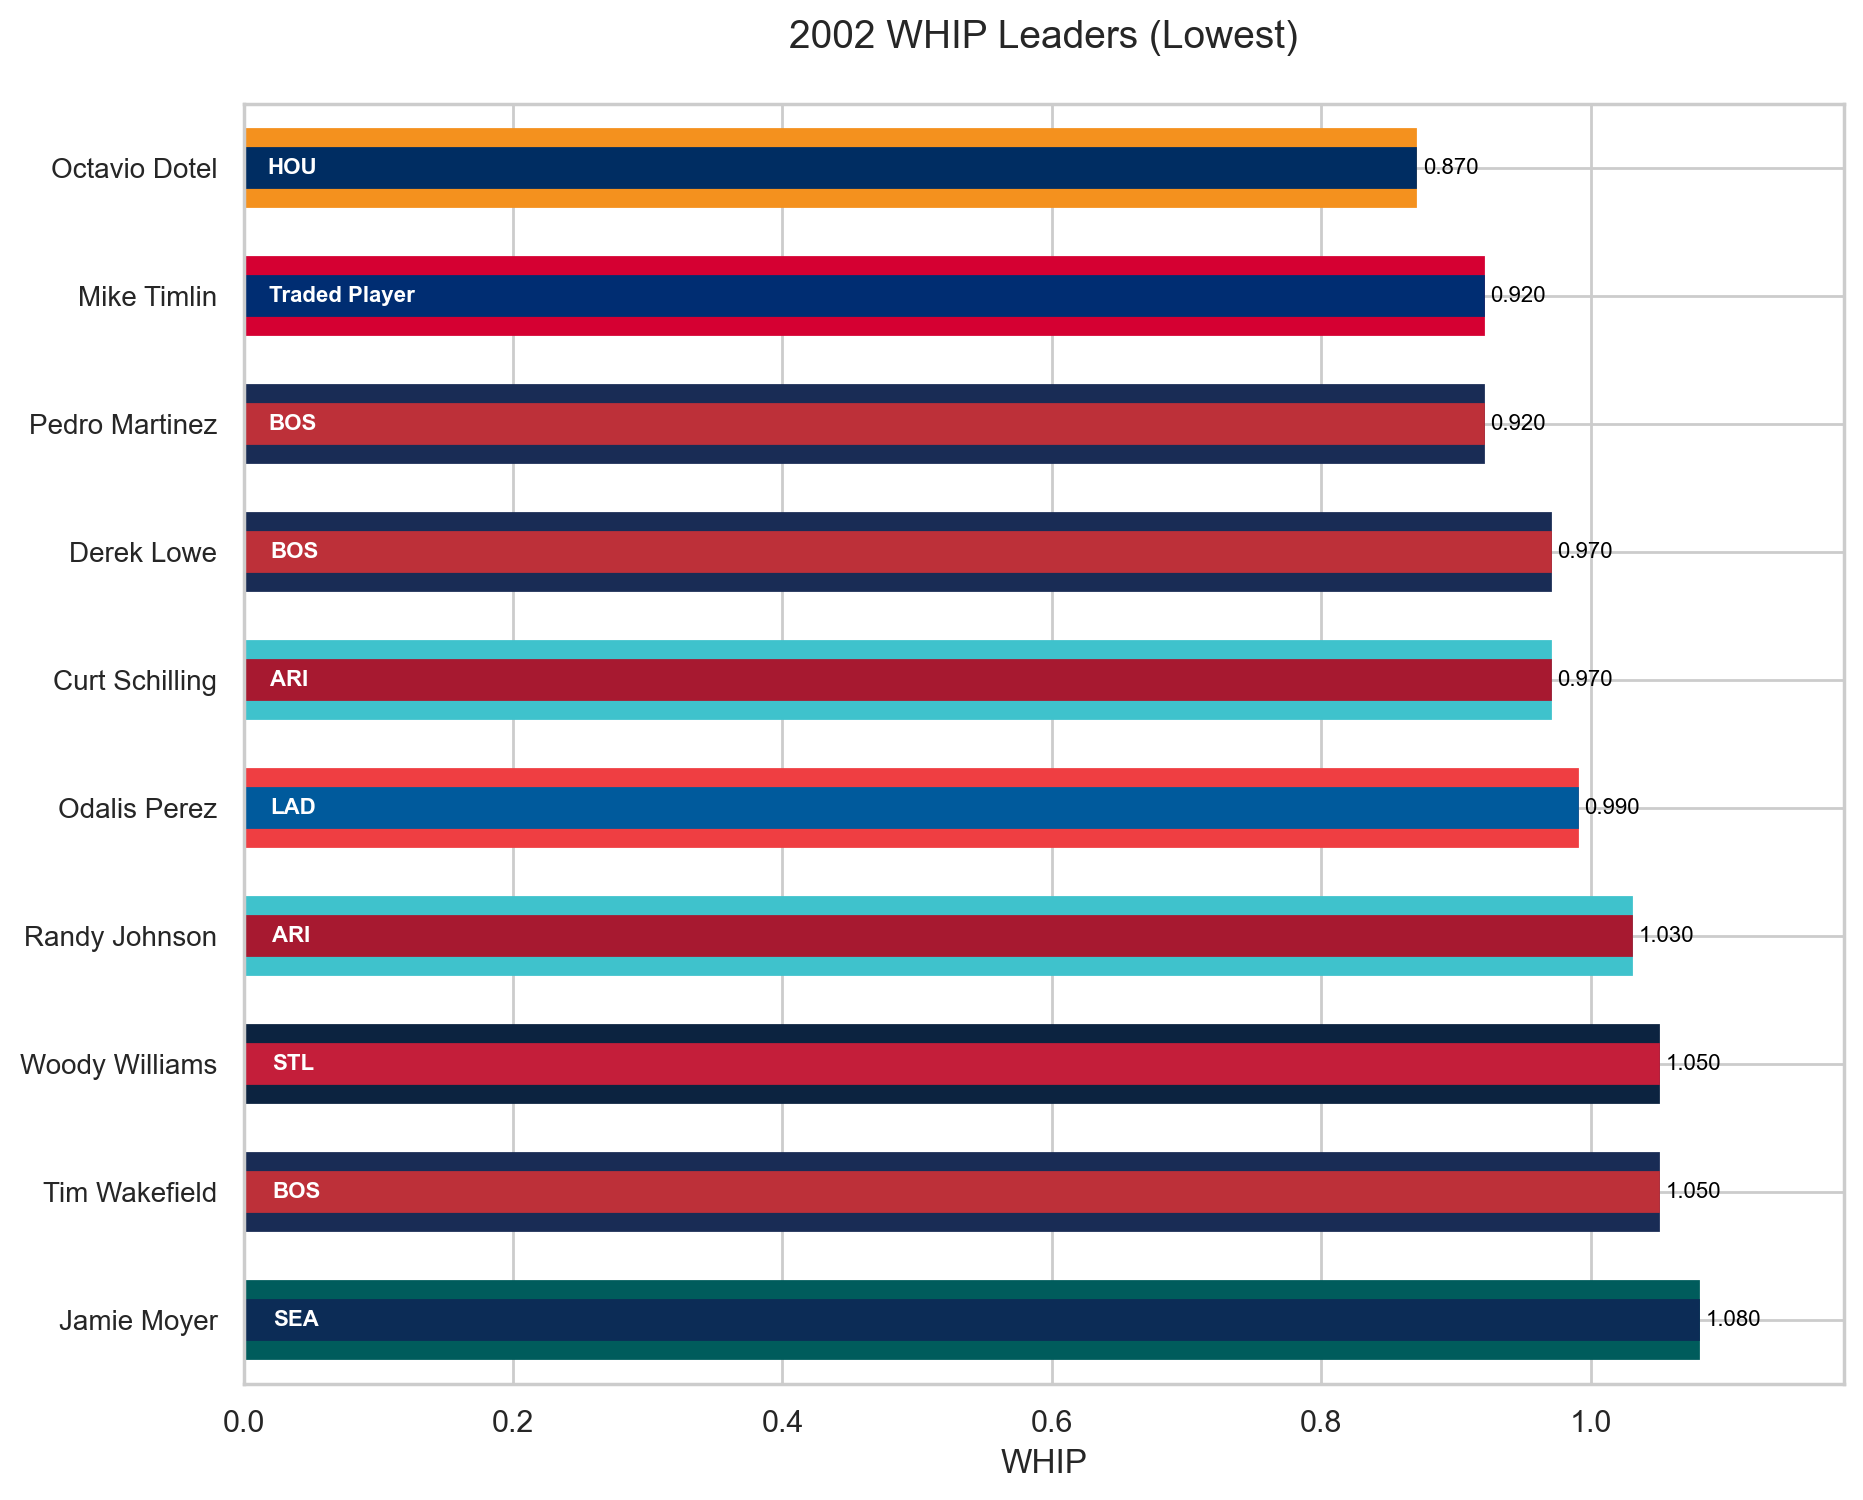 2002 WHIP Leaders (Lowest)
Octavio Dotel HOU 0.870
Mike Timlin Traded Player 0.920
Pedro Martinez BOS 0.920
Derek Lowe BOS 0.970
Curt Schilling ARI 0.970
Odalis Perez LAD 0.990
Randy Johnson ARI 1.030
Woody Williams STL 1.050
Tim Wakefield BOS 1.050
Jamie Moyer SEA 1.080
0.0 0.2 0.4 0.6 0.8 1.0
WHIP